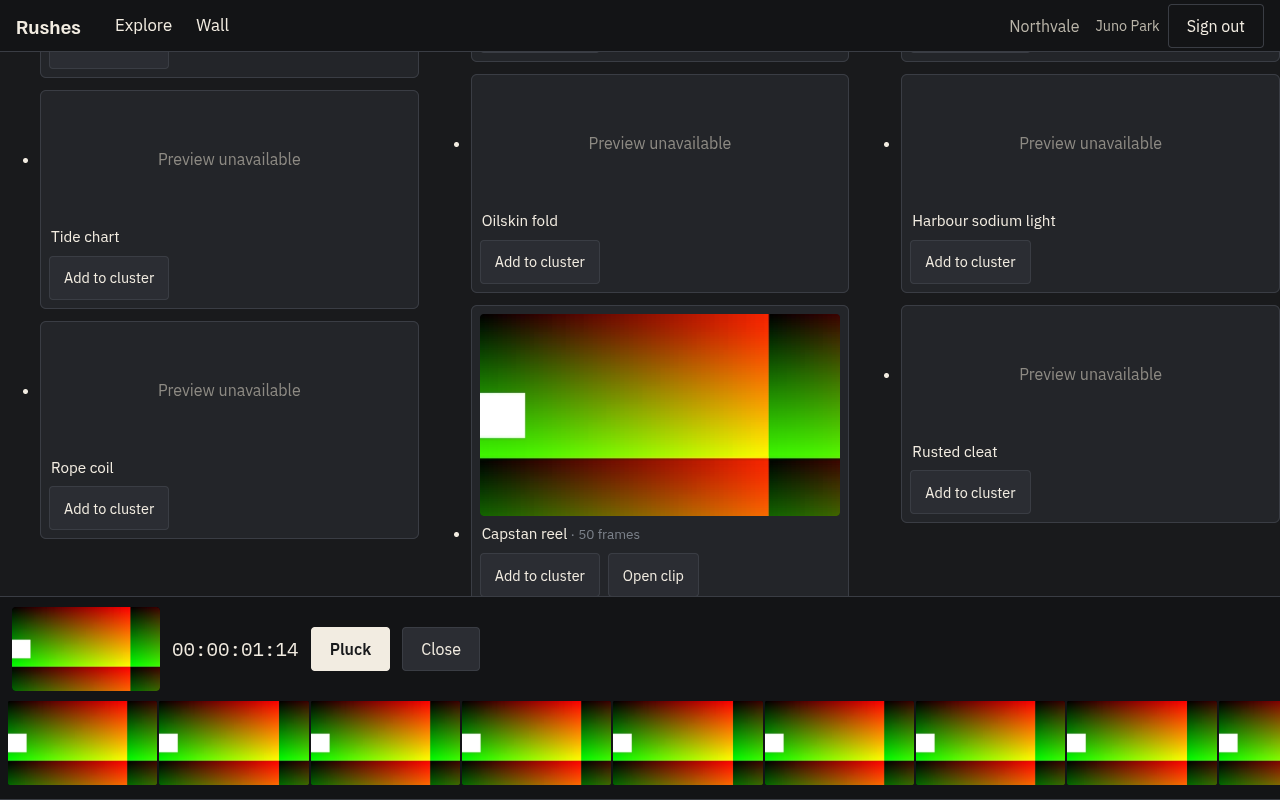 Rushes
Explore
Wall
Northvale
Juno Park
Sign out
Preview unavailable
Tide chart
Add to cluster
Preview unavailable
Rope coil
Add to cluster
Preview unavailable
Oilskin fold
Add to cluster
Capstan reel · 50 frames
Add to cluster
Open clip
Preview unavailable
Harbour sodium light
Add to cluster
Preview unavailable
Rusted cleat
Add to cluster
00:00:01:14
Pluck
Close